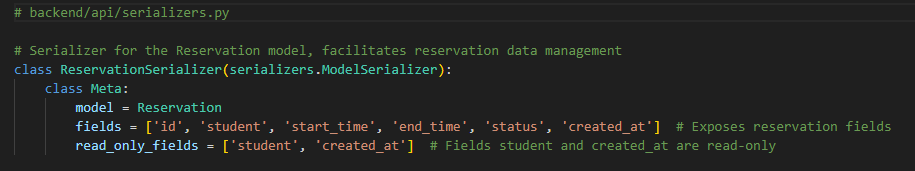 # backend/api/serializers.py
# Serializer for the Reservation model, facilitates reservation data management
class ReservationSerializer(serializers.ModelSerializer):
    class Meta:
        model = Reservation
        fields = ['id', 'student', 'start_time', 'end_time', 'status', 'created_at']  # Exposes reservation fields
        read_only_fields = ['student', 'created_at']  # Fields student and created_at are read-only